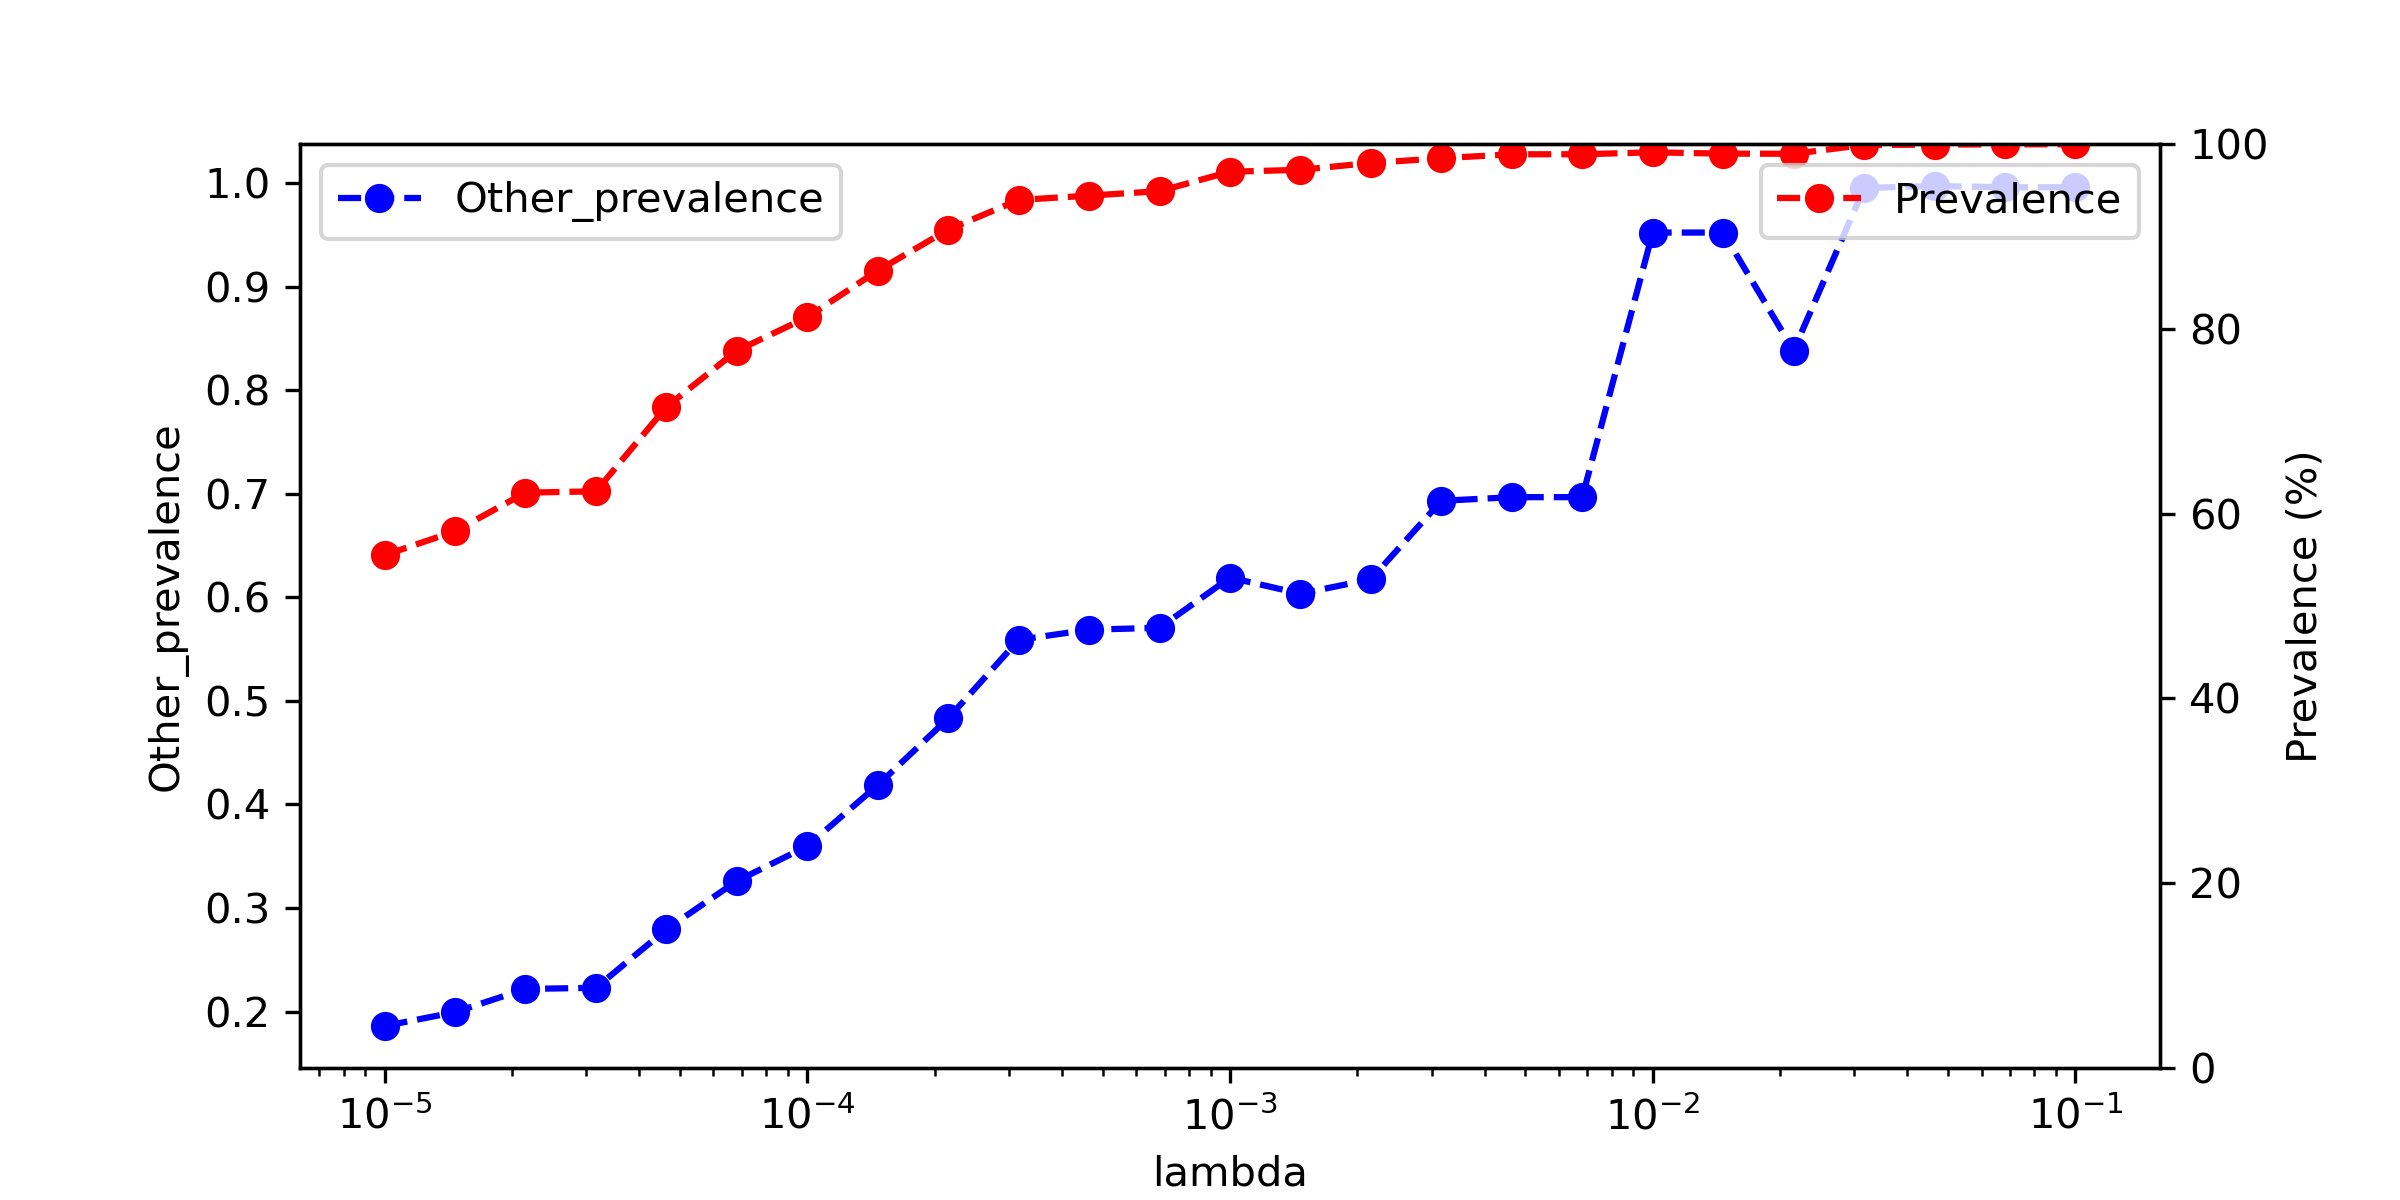 Other_prevalence
Prevalence
1.0
0.9
0.8
0.7
0.6
0.5
0.4
0.3
0.2
Other_prevalence
100
80
60
40
20
0
Prevalence (%)
10⁻⁵ 10⁻⁴ 10⁻³ 10⁻² 10⁻¹
lambda